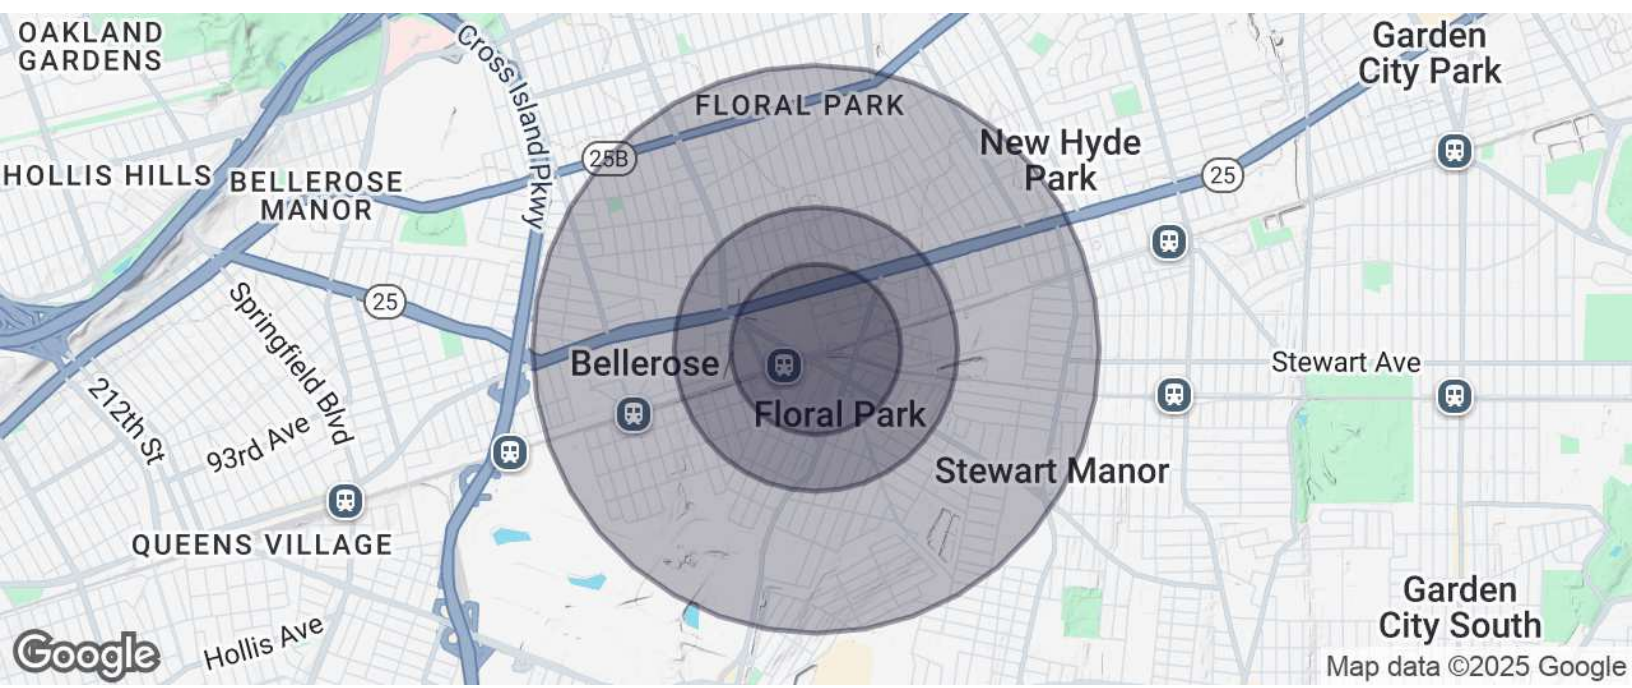 OAKLAND
GARDENS
Cross Island Pkwy
Garden
City Park
FLORAL PARK
New Hyde
Park
25B
HOLLIS HILLS
BELLEROSE
MANOR
25
25
Springfield Blvd
Bellerose
Stewart Ave
212th St
93rd Ave
Floral Park
Stewart Manor
QUEENS VILLAGE
Garden
City South
Hollis Ave
Google
Map data ©2025 Google